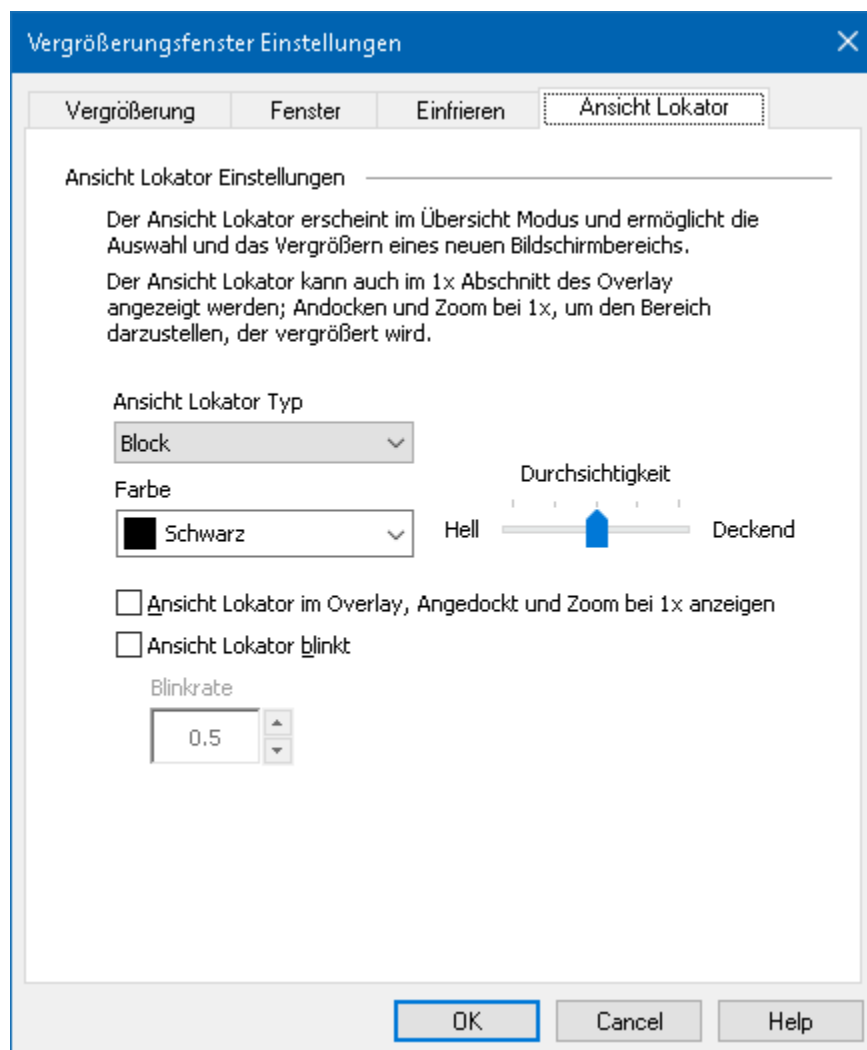 Vergrößerungsfenster Einstellungen
Vergrößerung
Fenster
Einfrieren
Ansicht Lokator
Ansicht Lokator Einstellungen
Der Ansicht Lokator erscheint im Übersicht Modus und ermöglicht die
Auswahl und das Vergrößern eines neuen Bildschirmbereichs.
Der Ansicht Lokator kann auch im 1x Abschnitt des Overlay
angezeigt werden; Andocken und Zoom bei 1x, um den Bereich
darzustellen, der vergrößert wird.
Ansicht Lokator Typ
Block
Durchsichtigkeit
Farbe
Schwarz
Hell
Deckend
Ansicht Lokator im Overlay, Angedockt und Zoom bei 1x anzeigen
Ansicht Lokator blinkt
Blinkrate
0.5
OK
Cancel
Help